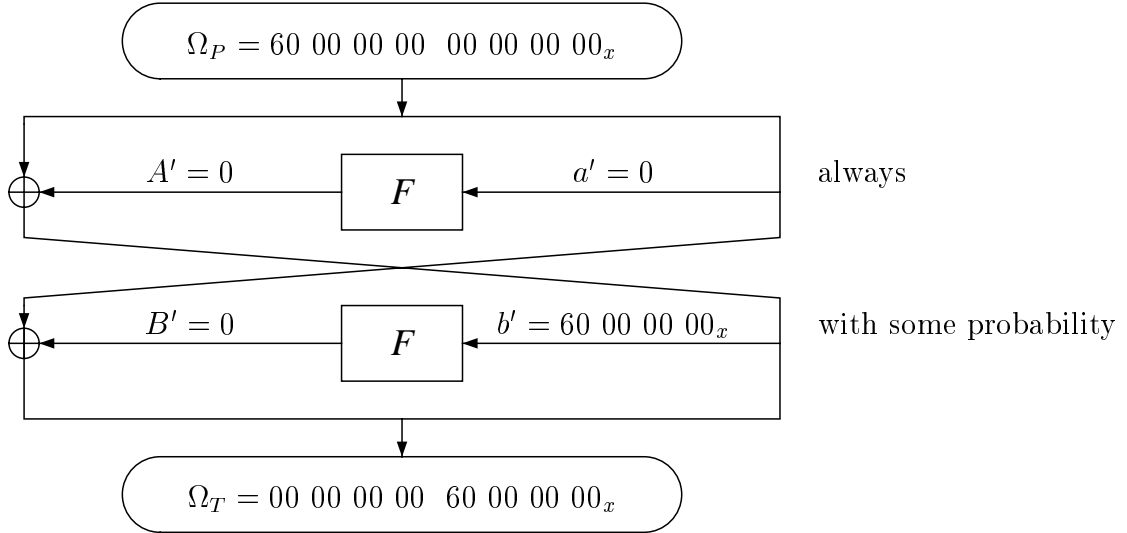 Ω_P = 60 00 00 00 00 00 00 00_x
A′ = 0
F
a′ = 0
always
B′ = 0
F
b′ = 60 00 00 00_x
with some probability
Ω_T = 00 00 00 00 60 00 00 00_x